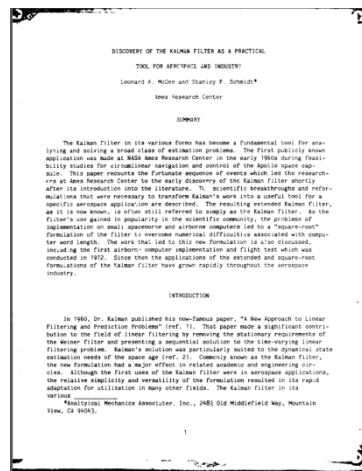 DISCOVERY OF THE KALMAN FILTER AS A PRACTICAL
TOOL FOR AEROSPACE AND INDUSTRY
Leonard A. McGee and Stanley F. Schmidt*
Ames Research Center
SUMMARY
The Kalman filter in its various forms has become a fundamental tool for ana-
lyzing and solving a broad class of estimation problems. The first publicly known
application was made at NASA Ames Research Center in the early 1960s during feasi-
bility studies for circumlunar navigation and control of the Apollo space cap-
sule. This paper recounts the fortunate sequence of events which led the research-
ers at Ames Research Center to the early discovery of the Kalman filter shortly
after its introduction into the literature. The scientific breakthroughs and refor-
mulations that were necessary to transform Kalman's work into a useful tool for a
specific aerospace application are described. The resulting extended Kalman filter,
as it is now known, is often still referred to simply as the Kalman filter. As the
filter's use gained in popularity in the scientific community, the problems of
implementation on small spaceborne and airborne computers led to a "square-root"
formulation of the filter to overcome numerical difficulties associated with compu-
ter word length. The work that led to this new formulation is also discussed,
including the first airborne computer implementation and flight test which was
conducted in 1972. Since then the applications of the extended and square-root
formulations of the Kalman filter have grown rapidly throughout the aerospace
industry.
INTRODUCTION
In 1960, Dr. Kalman published his now-famous paper, "A New Approach to Linear
Filtering and Prediction Problems" (ref. 1). That paper made a significant contri-
bution to the field of linear filtering by removing the stationary requirements of
the Weiner filter and presenting a sequential solution to the time-varying linear
filtering problem. Kalman's solution was particularly suited to the dynamical state
estimation needs of the space age (ref. 2). Commonly known as the Kalman filter,
the new formulation had a major effect in related academic and engineering cir-
cles. Although the first uses of the Kalman filter were in aerospace applications,
the relative simplicity and versatility of the formulation resulted in its rapid
adaptation for utilization in many other fields. The Kalman filter in its
various
*Analytical Mechanics Associates, Inc., 2483 Old Middlefield Way, Mountain
View, CA 94043.
1